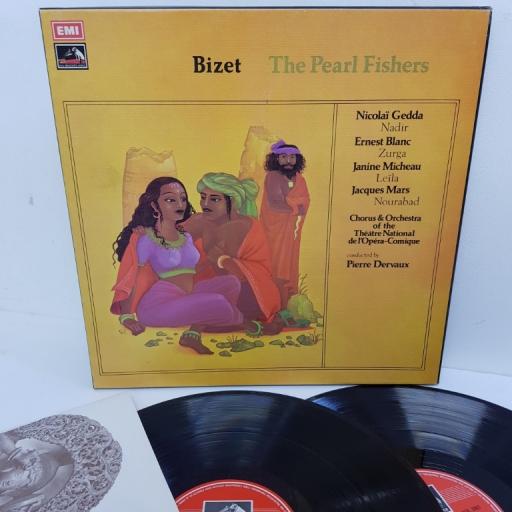 EMI
Bizet The Pearl Fishers
Nicolaï Gedda
Nadir
Ernest Blanc
Zurga
Janine Micheau
Leïla
Jacques Mars
Nourabad
Chorus & Orchestra
of the
Théâtre National
de l'Opéra-Comique
conducted by
Pierre Dervaux